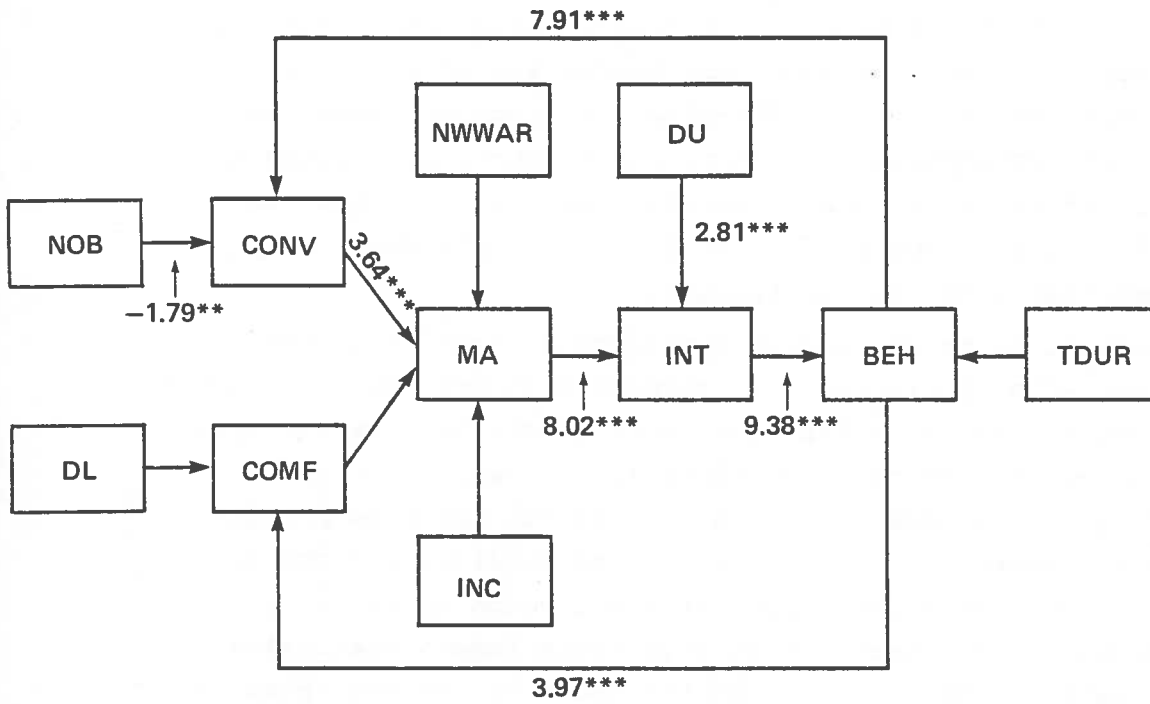 7.91***
NWWAR
DU
NOB
CONV
3.64***
2.81***
−1.79**
MA
INT
BEH
TDUR
8.02***
9.38***
DL
COMF
INC
3.97***